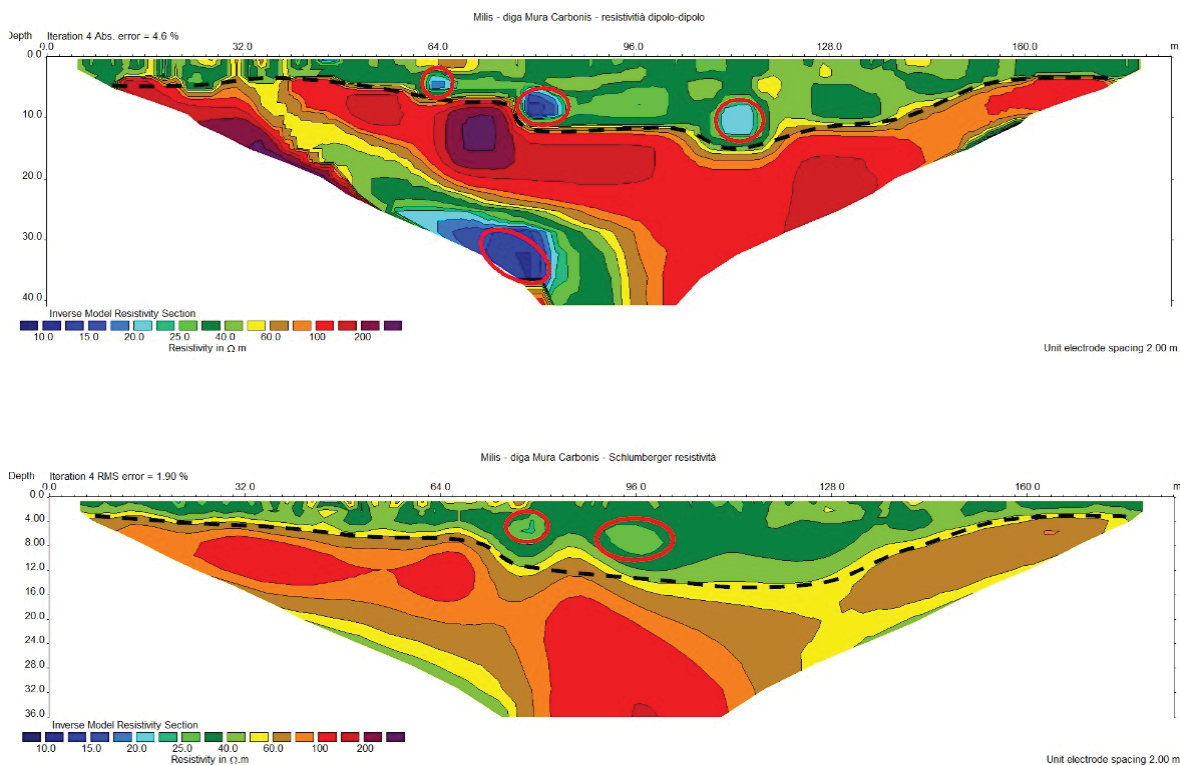 Milis - diga Mura Carbonis - resistivitià dipolo-dipolo
Depth Iteration 4 Abs. error = 4.6 %
0.0 32.0 64.0 96.0 128.0 160.0 m
0.0
10.0
20.0
30.0
40.0
Inverse Model Resistivity Section
10.0 15.0 20.0 25.0 40.0 60.0 100 200
Resistivity in Ω.m
Unit electrode spacing 2.00 m
Milis - diga Mura Carbonis - Schlumberger resistività
Depth Iteration 4 RMS error = 1.90 %
0.0 32.0 64.0 96.0 128.0 160.0 m
0.0
4.00
8.00
12.0
16.0
20.0
24.0
28.0
32.0
36.0
Inverse Model Resistivity Section
10.0 15.0 20.0 25.0 40.0 60.0 100 200
Resistivity in Ω.m
Unit electrode spacing 2.00 m